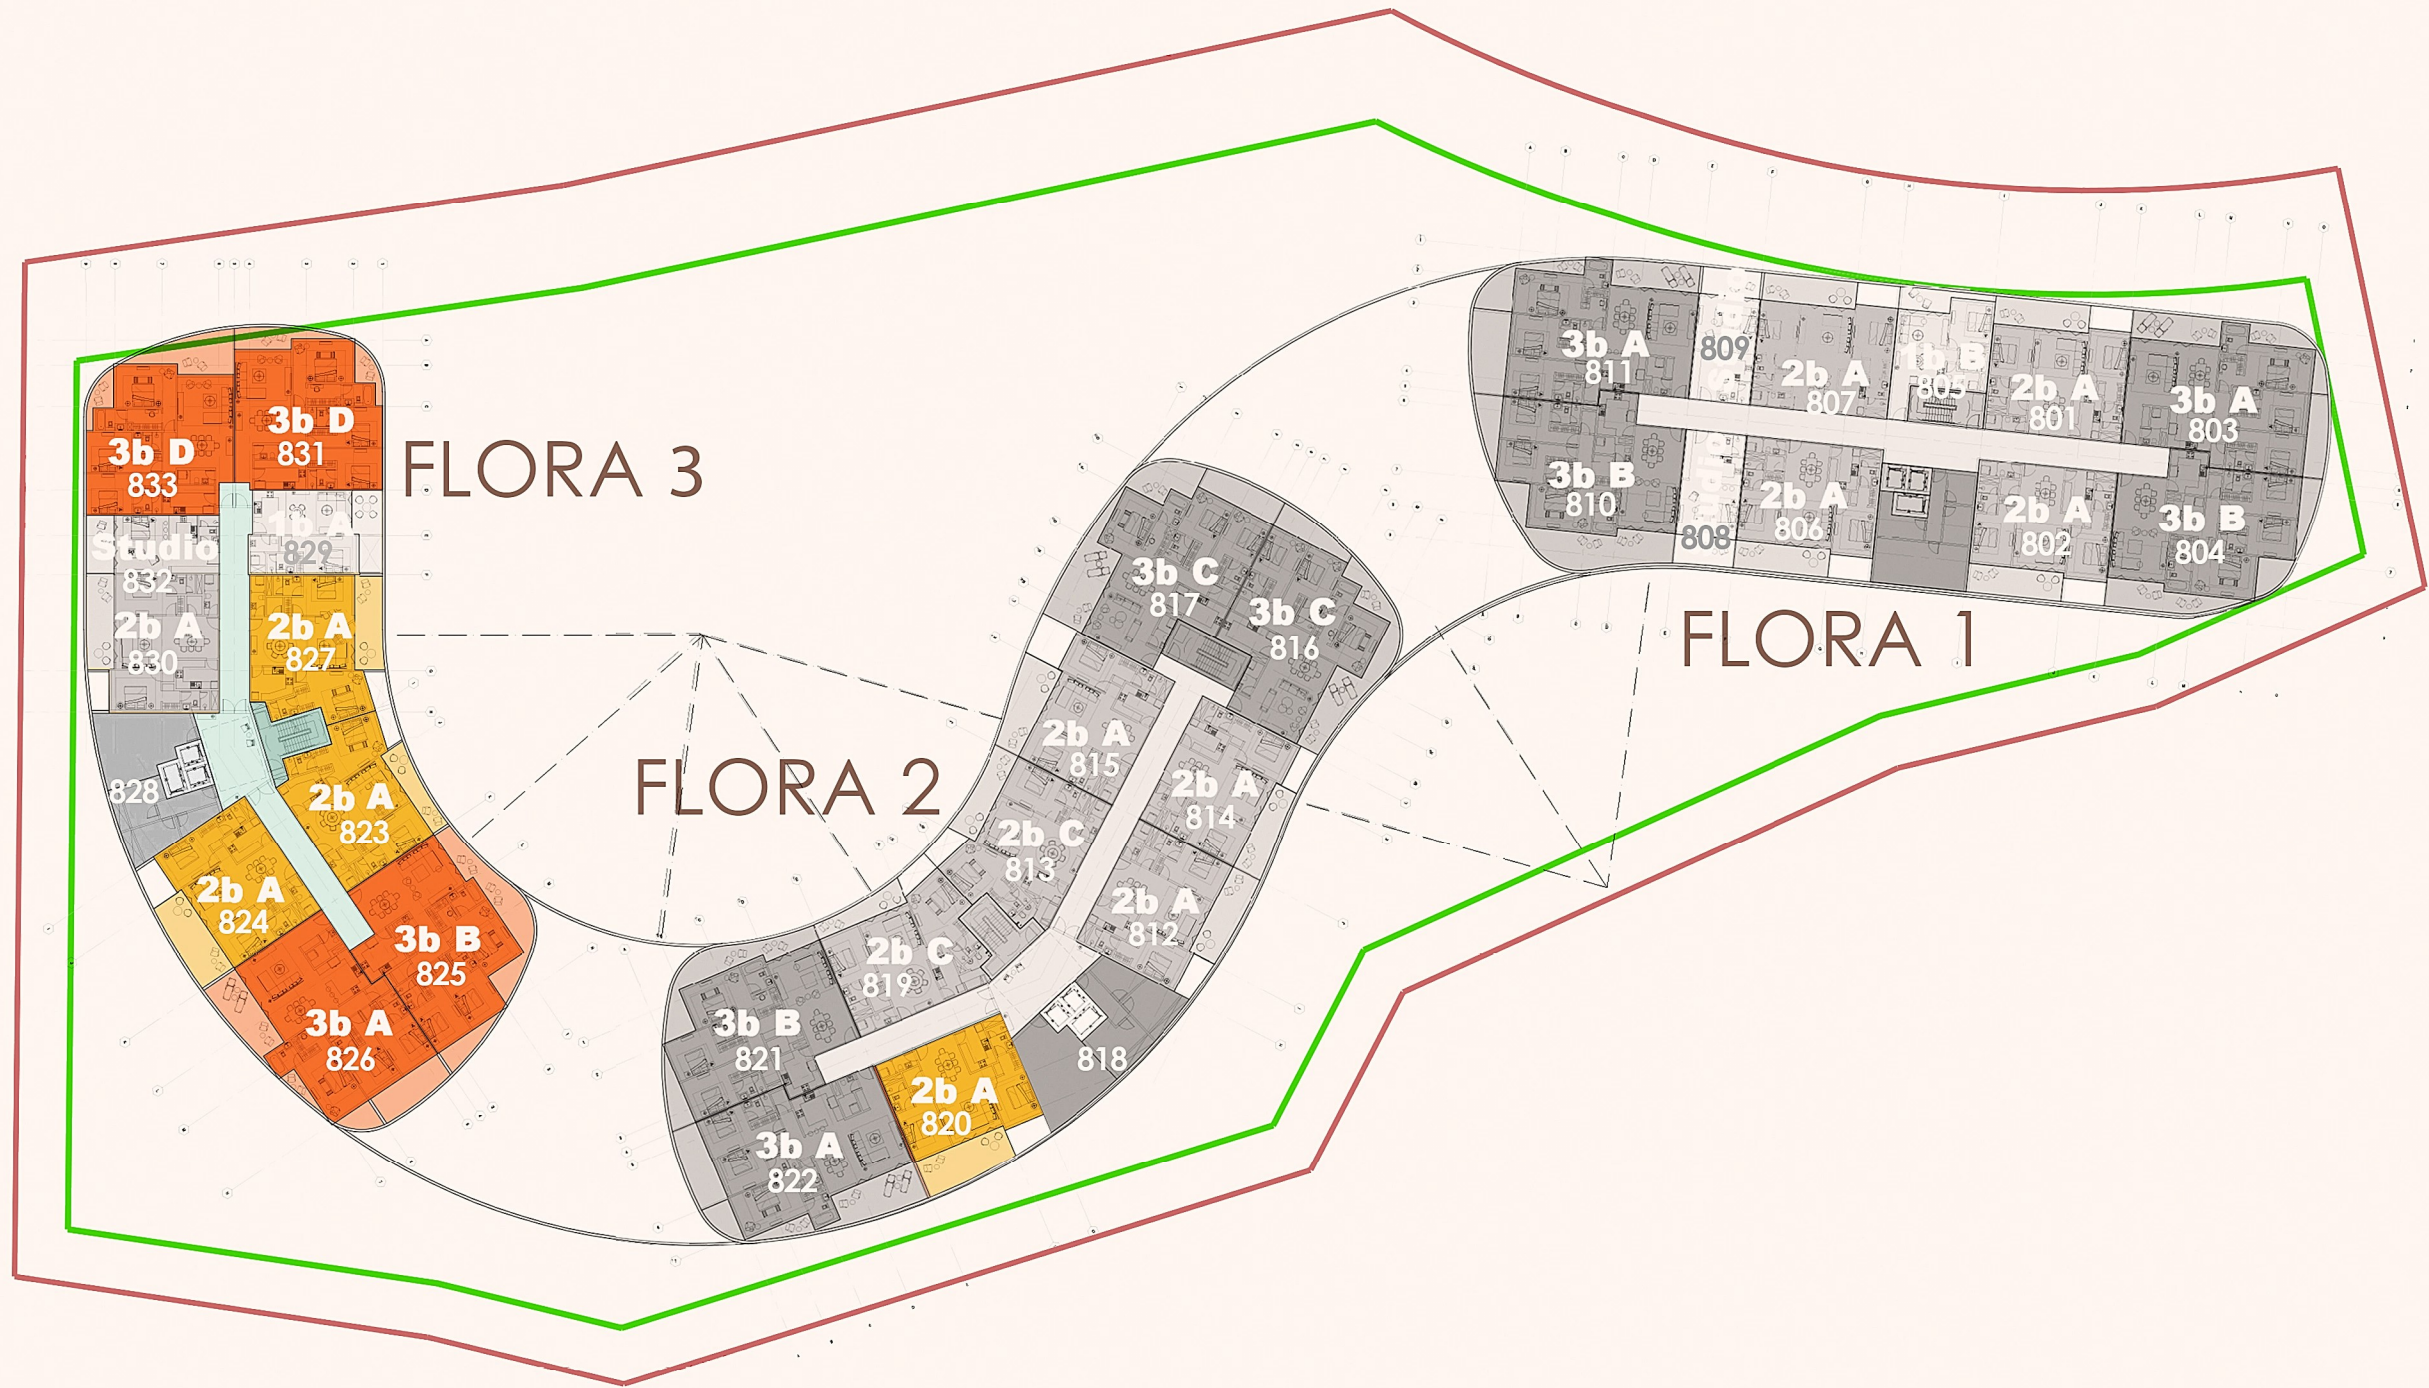 FLORA 3
3b D
833
3b D
831
Studio
832
1b A
829
2b A
830
2b A
827
828
2b A
823
2b A
824
3b B
825
3b A
826
FLORA 2
3b C
817
3b C
816
2b A
815
2b A
814
2b C
813
2b A
812
2b C
819
818
3b B
821
2b A
820
3b A
822
FLORA 1
3b A
811
809
2b A
807
1b B
805
2b A
801
3b A
803
3b B
810
808
2b A
806
2b A
802
3b B
804